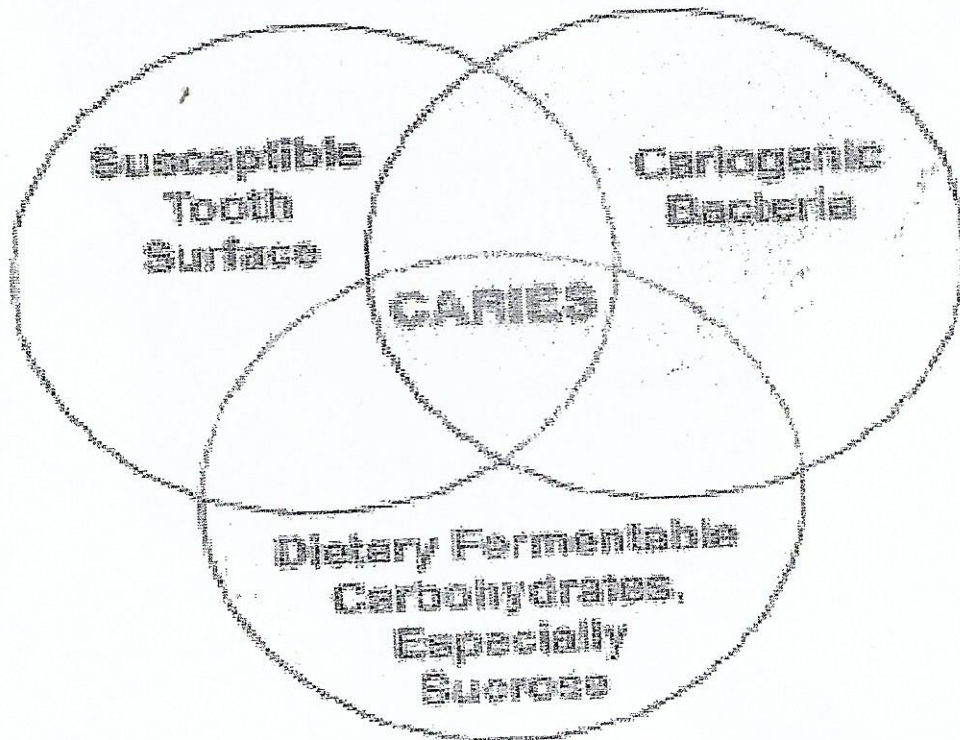 Susceptible
Tooth
Surface
Cariogenic
Bacteria
CARIES
Dietary Fermentable
Carbohydrates,
Especially
Sucrose